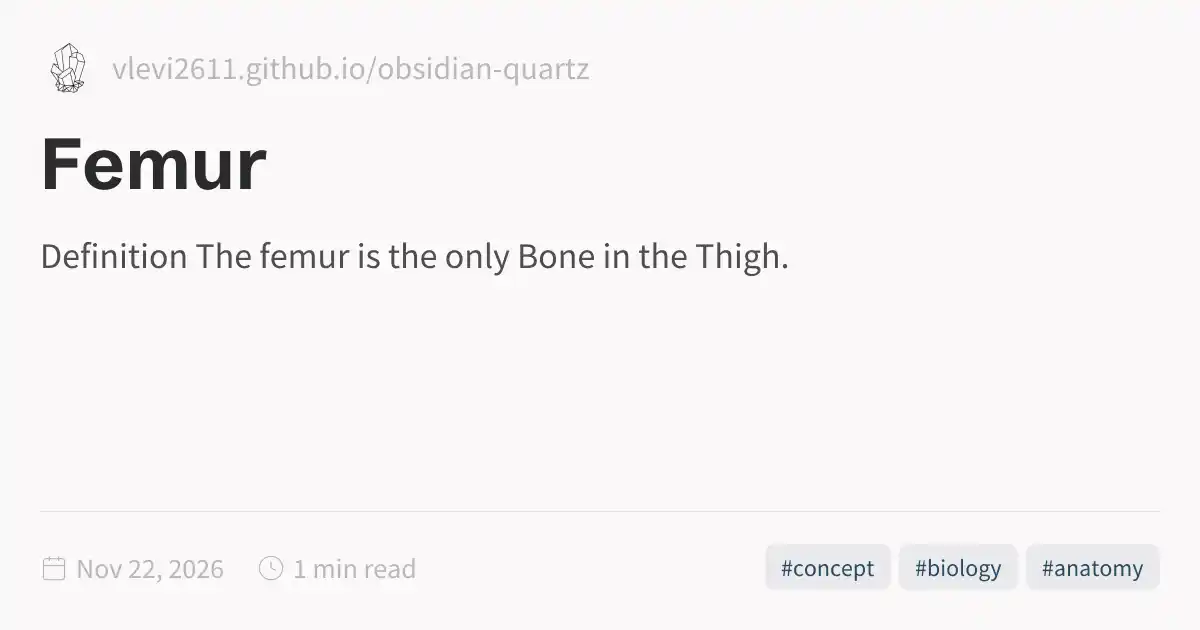 vlevi2611.github.io/obsidian-quartz
Femur
Definition The femur is the only Bone in the Thigh.
Nov 22, 2026 1 min read #concept #biology #anatomy